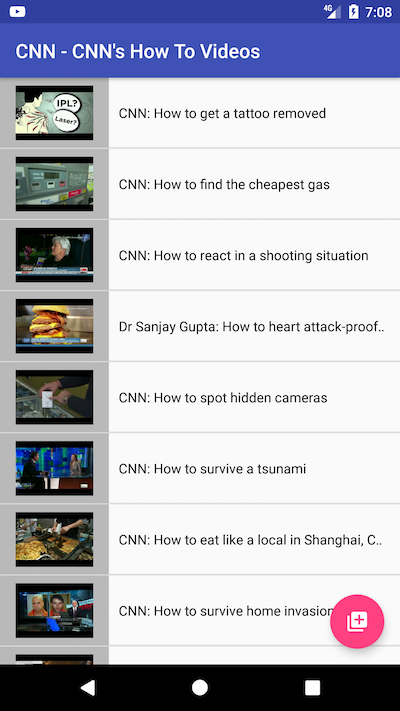 4G 7:08
CNN - CNN's How To Videos
IPL?
Laser?
CNN: How to get a tattoo removed
CNN: How to find the cheapest gas
CNN: How to react in a shooting situation
Dr Sanjay Gupta: How to heart attack-proof..
CNN: How to spot hidden cameras
CNN: How to survive a tsunami
CNN: How to eat like a local in Shanghai, C..
CNN: How to survive home invasion